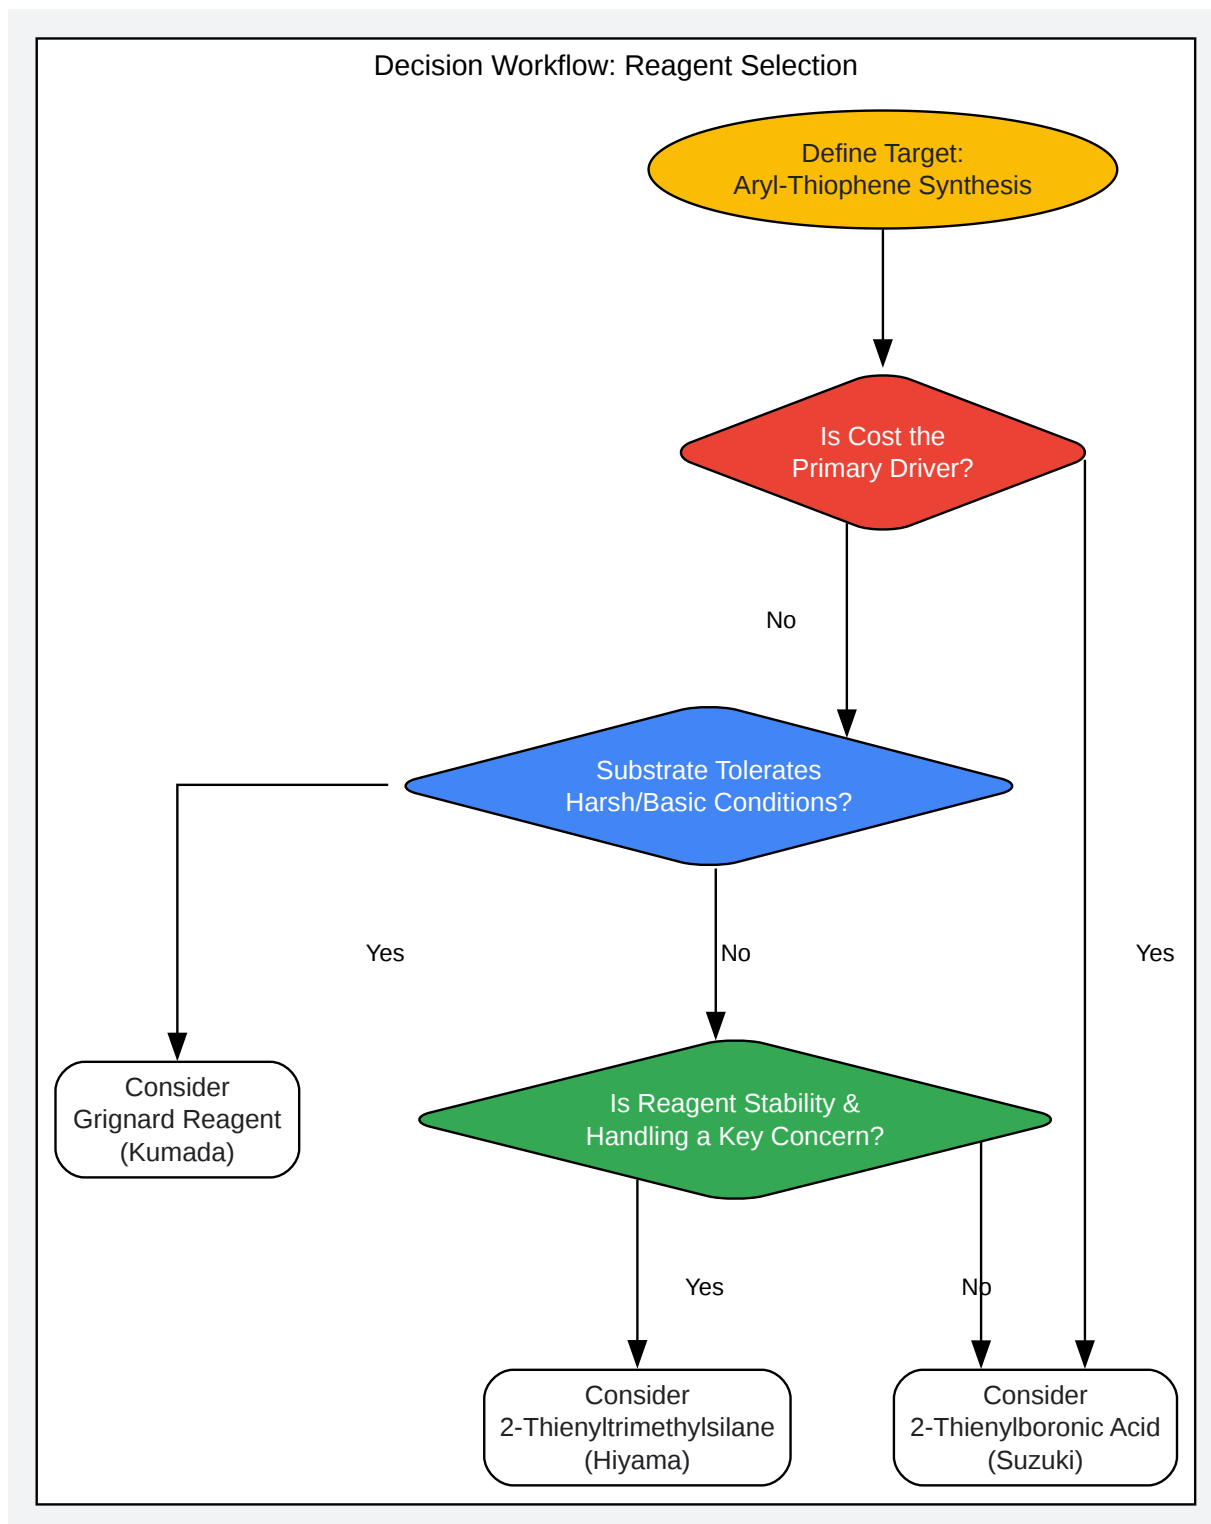 Decision Workflow: Reagent Selection
Define Target:
Aryl-Thiophene Synthesis
Is Cost the
Primary Driver?
No
Substrate Tolerates
Harsh/Basic Conditions?
Yes
No
Yes
Consider
Grignard Reagent
(Kumada)
Is Reagent Stability &
Handling a Key Concern?
Yes
No
Consider
2-Thienyltrimethylsilane
(Hiyama)
Consider
2-Thienylboronic Acid
(Suzuki)